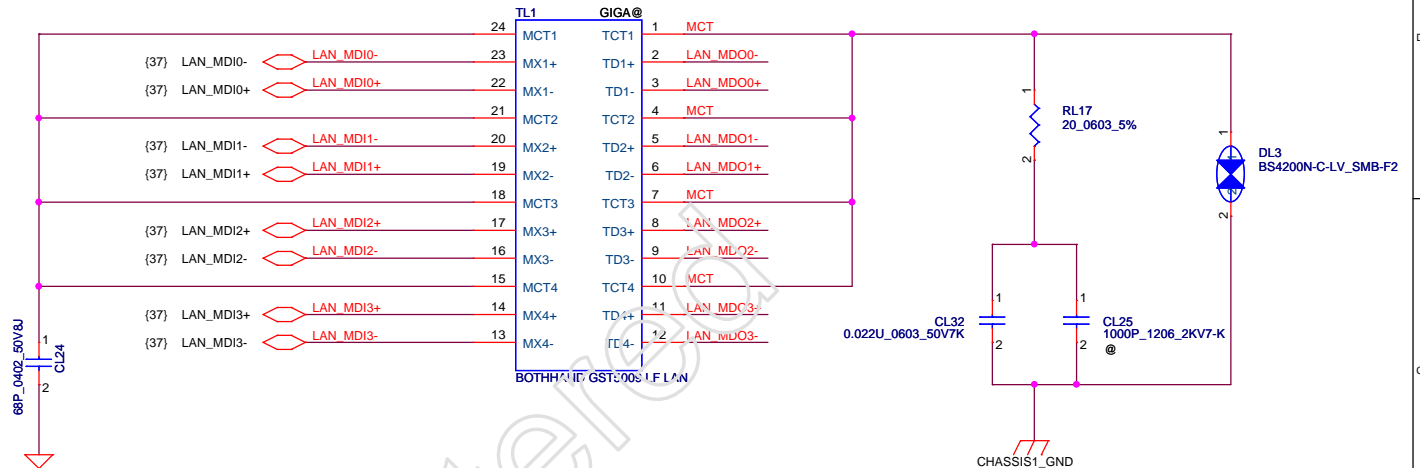 TL1 GIGA@
24 MCT1 TCT1 1 MCT
{37} LAN_MDI0- LAN_MDI0- 23 MX1+ TD1+ 2 LAN_MDO0-
{37} LAN_MDI0+ LAN_MDI0+ 22 MX1- TD1- 3 LAN_MDO0+
21 MCT2 TCT2 4 MCT
{37} LAN_MDI1- LAN_MDI1- 20 MX2+ TD2+ 5 LAN_MDO1-
{37} LAN_MDI1+ LAN_MDI1+ 19 MX2- TD2- 6 LAN_MDO1+
18 MCT3 TCT3 7 MCT
{37} LAN_MDI2+ LAN_MDI2+ 17 MX3+ TD3+ 8 LAN_MDO2+
{37} LAN_MDI2- LAN_MDI2- 16 MX3- TD3- 9 LAN_MDO2-
15 MCT4 TCT4 10 MCT
{37} LAN_MDI3+ LAN_MDI3+ 14 MX4+ TD4+ 11
{37} LAN_MDI3- LAN_MDI3- 13 MX4- TD4- 12 LAN_MDO3-
BOTHHAND LF LAN
1
2
CL24
68P_0402_50V8J
1
RL17
20_0603_5%
2
1
DL3
BS4200N-C-LV_SMB-F2
2
1
CL32
0.022U_0603_50V7K
2
1
CL25
1000P_1206_2KV7-K
2
@
CHASSIS1_GND
tered